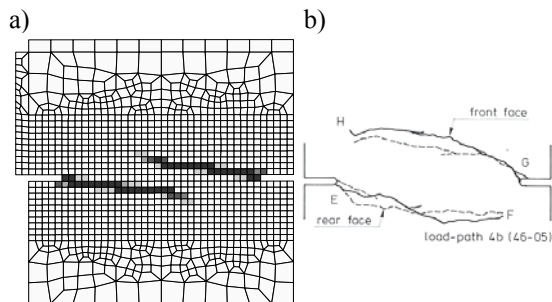 a)
b)
H
front face
G
E
F
rear face
load-path 4b (46-05)